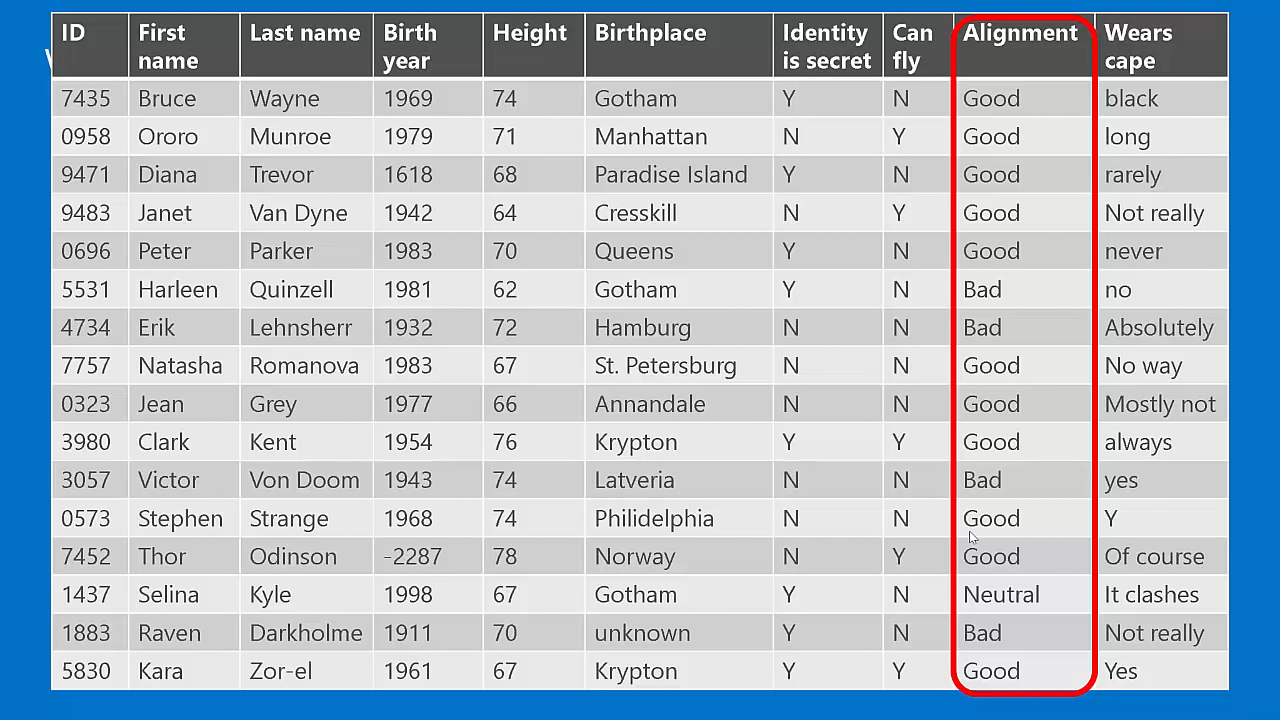 ID First name Last name Birth year Height Birthplace Identity is secret Can fly Alignment Wears cape
7435 Bruce Wayne 1969 74 Gotham Y N Good black
0958 Ororo Munroe 1979 71 Manhattan N Y Good long
9471 Diana Trevor 1618 68 Paradise Island Y N Good rarely
9483 Janet Van Dyne 1942 64 Cresskill N Y Good Not really
0696 Peter Parker 1983 70 Queens Y N Good never
5531 Harleen Quinzell 1981 62 Gotham Y N Bad no
4734 Erik Lehnsherr 1932 72 Hamburg N N Bad Absolutely
7757 Natasha Romanova 1983 67 St. Petersburg N N Good No way
0323 Jean Grey 1977 66 Annandale N N Good Mostly not
3980 Clark Kent 1954 76 Krypton Y Y Good always
3057 Victor Von Doom 1943 74 Latveria N N Bad yes
0573 Stephen Strange 1968 74 Philidelphia N N Good Y
7452 Thor Odinson -2287 78 Norway N Y Good Of course
1437 Selina Kyle 1998 67 Gotham Y N Neutral It clashes
1883 Raven Darkholme 1911 70 unknown Y N Bad Not really
5830 Kara Zor-el 1961 67 Krypton Y Y Good Yes